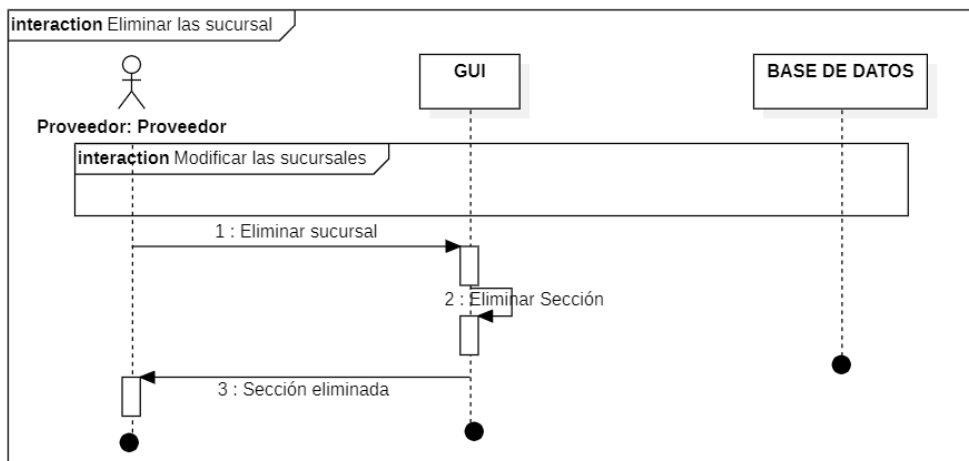 interaction Eliminar las sucursal
GUI
BASE DE DATOS
Proveedor: Proveedor
interaction Modificar las sucursales
1 : Eliminar sucursal
2 : Eliminar Sección
3 : Sección eliminada